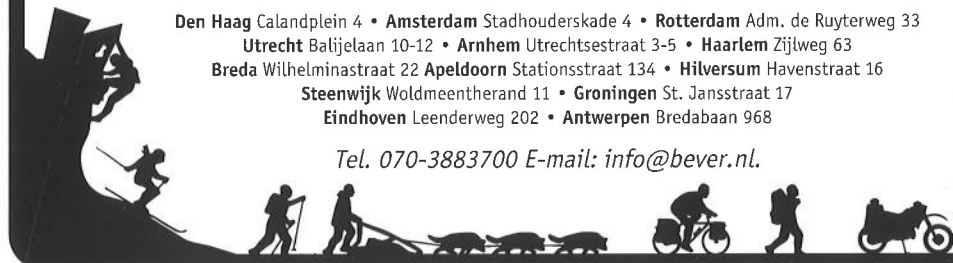 Den Haag Calandplein 4 • Amsterdam Stadhouderskade 4 • Rotterdam Adm. de Ruyterweg 33
Utrecht Balijelaan 10-12 • Arnhem Utrechtsestraat 3-5 • Haarlem Zijlweg 63
Breda Wilhelminastraat 22 Apeldoorn Stationsstraat 134 • Hilversum Havenstraat 16
Steenwijk Woldmeentherand 11 • Groningen St. Jansstraat 17
Eindhoven Leenderweg 202 • Antwerpen Bredabaan 968
Tel. 070-3883700 E-mail: info@bever.nl.